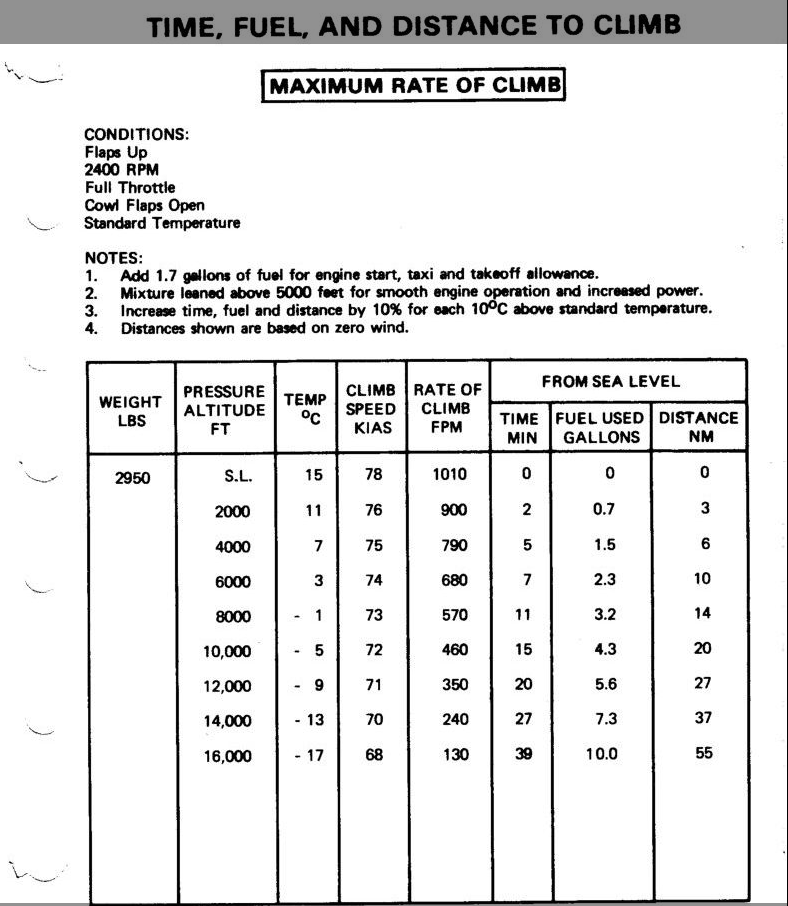 TIME, FUEL, AND DISTANCE TO CLIMB
MAXIMUM RATE OF CLIMB
CONDITIONS:
Flaps Up
2400 RPM
Full Throttle
Cowl Flaps Open
Standard Temperature
NOTES:
1. Add 1.7 gallons of fuel for engine start, taxi and takeoff allowance.
2. Mixture leaned above 5000 feet for smooth engine operation and increased power.
3. Increase time, fuel and distance by 10% for each 10°C above standard temperature.
4. Distances shown are based on zero wind.
WEIGHT LBS PRESSURE ALTITUDE FT TEMP °C CLIMB SPEED KIAS RATE OF CLIMB FPM FROM SEA LEVEL
TIME MIN FUEL USED GALLONS DISTANCE NM
2950 S.L. 15 78 1010 0 0 0
2000 11 76 900 2 0.7 3
4000 7 75 790 5 1.5 6
6000 3 74 680 7 2.3 10
8000 - 1 73 570 11 3.2 14
10,000 - 5 72 460 15 4.3 20
12,000 - 9 71 350 20 5.6 27
14,000 - 13 70 240 27 7.3 37
16,000 - 17 68 130 39 10.0 55